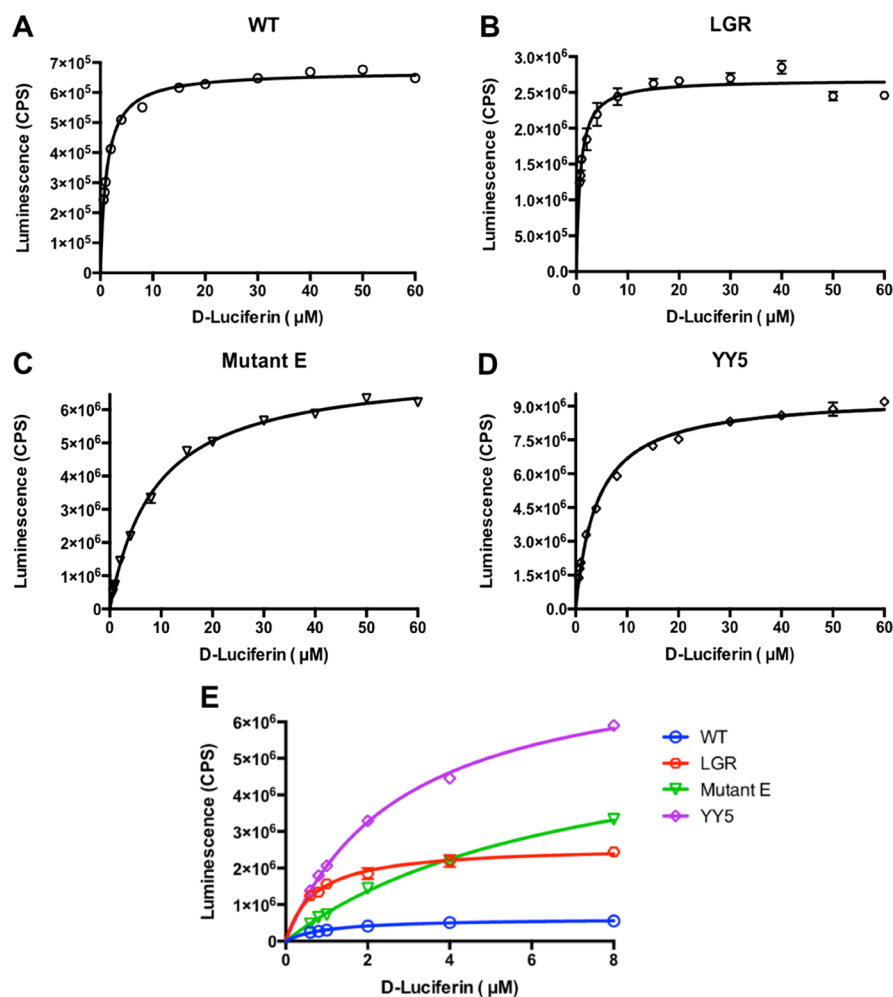 A
WT
7×10⁵
6×10⁵
5×10⁵
4×10⁵
3×10⁵
2×10⁵
1×10⁵
0
Luminescence (CPS)
0 10 20 30 40 50 60
D-Luciferin ( µM)
B
LGR
3.0×10⁶
2.5×10⁶
2.0×10⁶
1.5×10⁶
1.0×10⁶
5.0×10⁵
0.0
Luminescence (CPS)
0 10 20 30 40 50 60
D-Luciferin ( µM)
C
Mutant E
6×10⁶
5×10⁶
4×10⁶
3×10⁶
2×10⁶
1×10⁶
0
Luminescence (CPS)
0 10 20 30 40 50 60
D-Luciferin ( µM)
D
YY5
9.0×10⁶
7.5×10⁶
6.0×10⁶
4.5×10⁶
3.0×10⁶
1.5×10⁶
0.0
Luminescence (CPS)
0 10 20 30 40 50 60
D-Luciferin ( µM)
E
6×10⁶
5×10⁶
4×10⁶
3×10⁶
2×10⁶
1×10⁶
0
Luminescence (CPS)
0 2 4 6 8
D-Luciferin ( µM)
WT
LGR
Mutant E
YY5